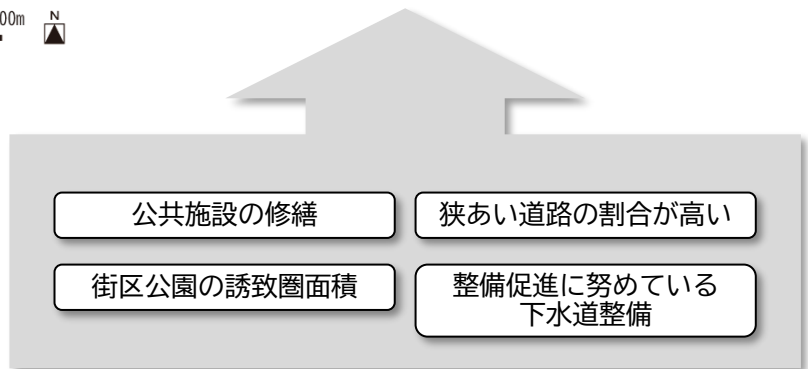 00m N
公共施設の修繕
狭あい道路の割合が高い
街区公園の誘致圏面積
整備促進に努めている
下水道整備